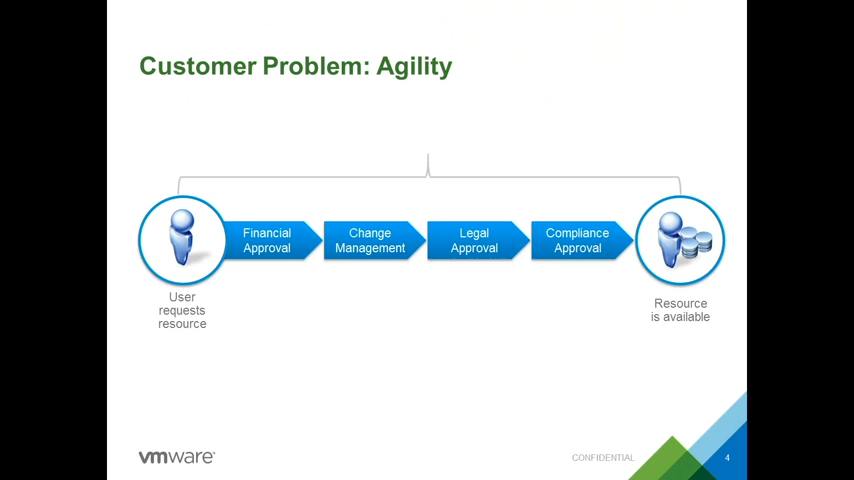 Customer Problem: Agility
Financial
Approval
Change
Management
Legal
Approval
Compliance
Approval
User
requests
resource
Resource
is available
vmware
CONFIDENTIAL
4